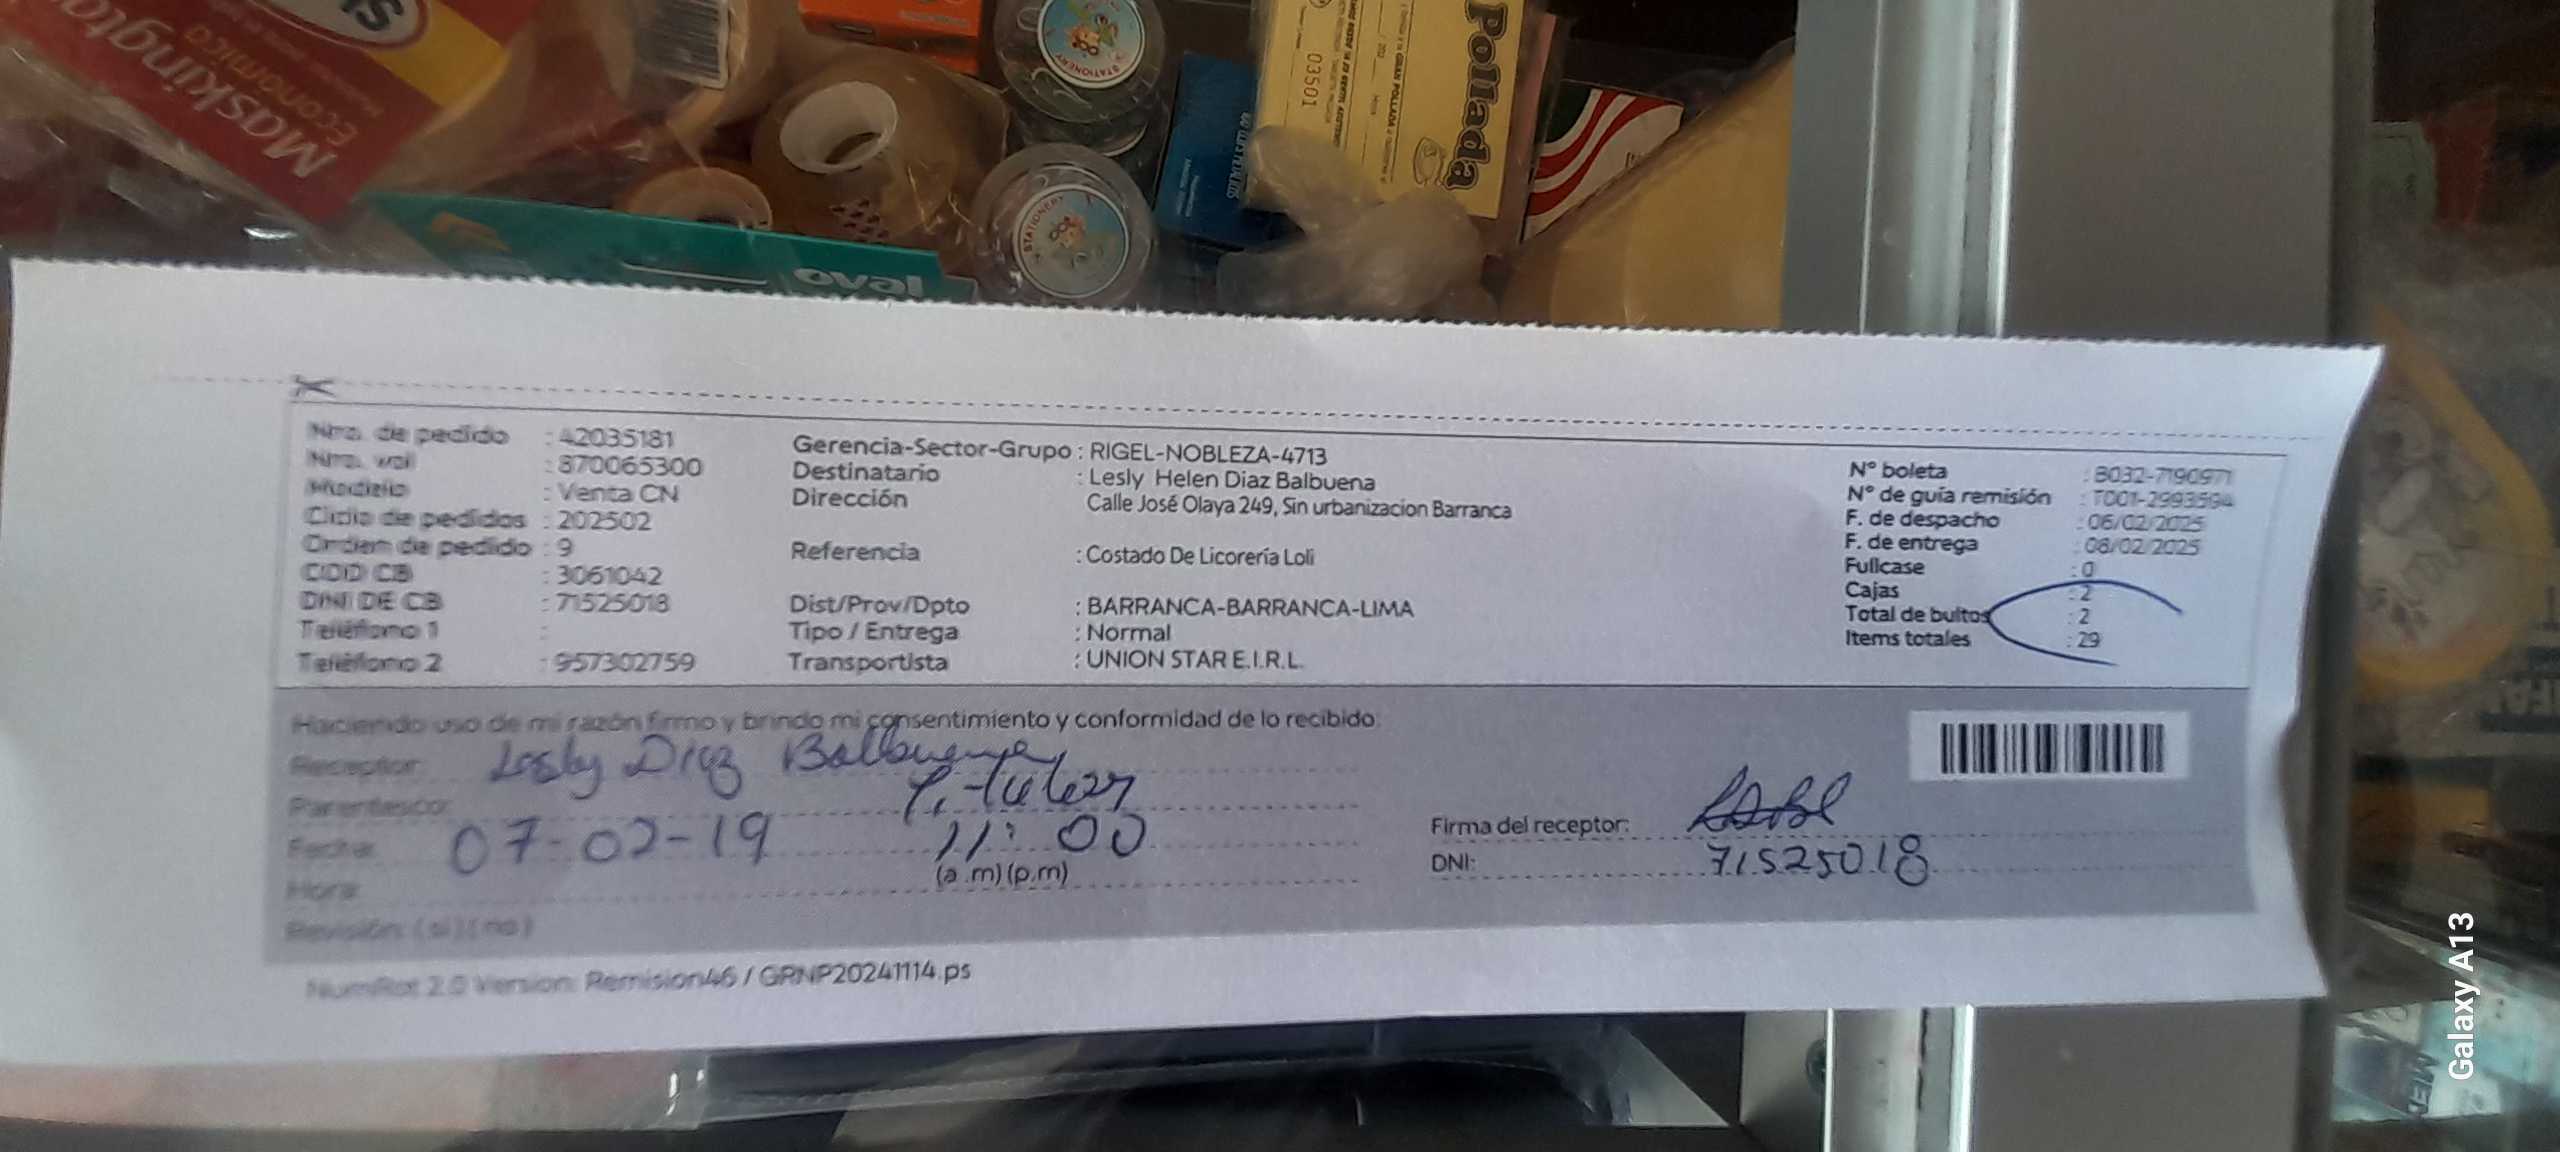 Maskingta
Economico
STATIONERY
STATIONERY
Pollada
GRAN POLLADA
03501
oval
Nro. de pedido : 42035181
Nro. vol : 870065300
Modelo : Venta CN
Ciclo de pedidos : 202502
Orden de pedido : 9
COD CB : 3061042
DNI DE CB : 71525018
Teléfono 1 :
Teléfono 2 : 957302759
Gerencia-Sector-Grupo : RIGEL-NOBLEZA-4713
Destinatario : Lesly Helen Diaz Balbuena
Dirección Calle José Olaya 249, Sin urbanizacion Barranca
Referencia : Costado De Licorería Loli
Dist/Prov/Dpto : BARRANCA-BARRANCA-LIMA
Tipo / Entrega : Normal
Transportista : UNION STAR E.I.R.L.
N° boleta : B032-7190971
N° de guía remisión : T001-2993594
F. de despacho : 06/02/2025
F. de entrega : 08/02/2025
Fullcase : 0
Cajas : 2
Total de bultos : 2
Items totales : 29
Haciendo uso de mi razón firmo y brindo mi consentimiento y conformidad de lo recibido:
Receptor: Lesly Diaz Balbuena
Parentesco: Titular
Fecha: 07-02-19 11:00
Hora: (a.m)(p.m)
Revisión: (si)(no)
Firma del receptor:
DNI: 71525018
NumRot 2.0 Version: Remision46 / GRNP20241114.ps
Galaxy A13